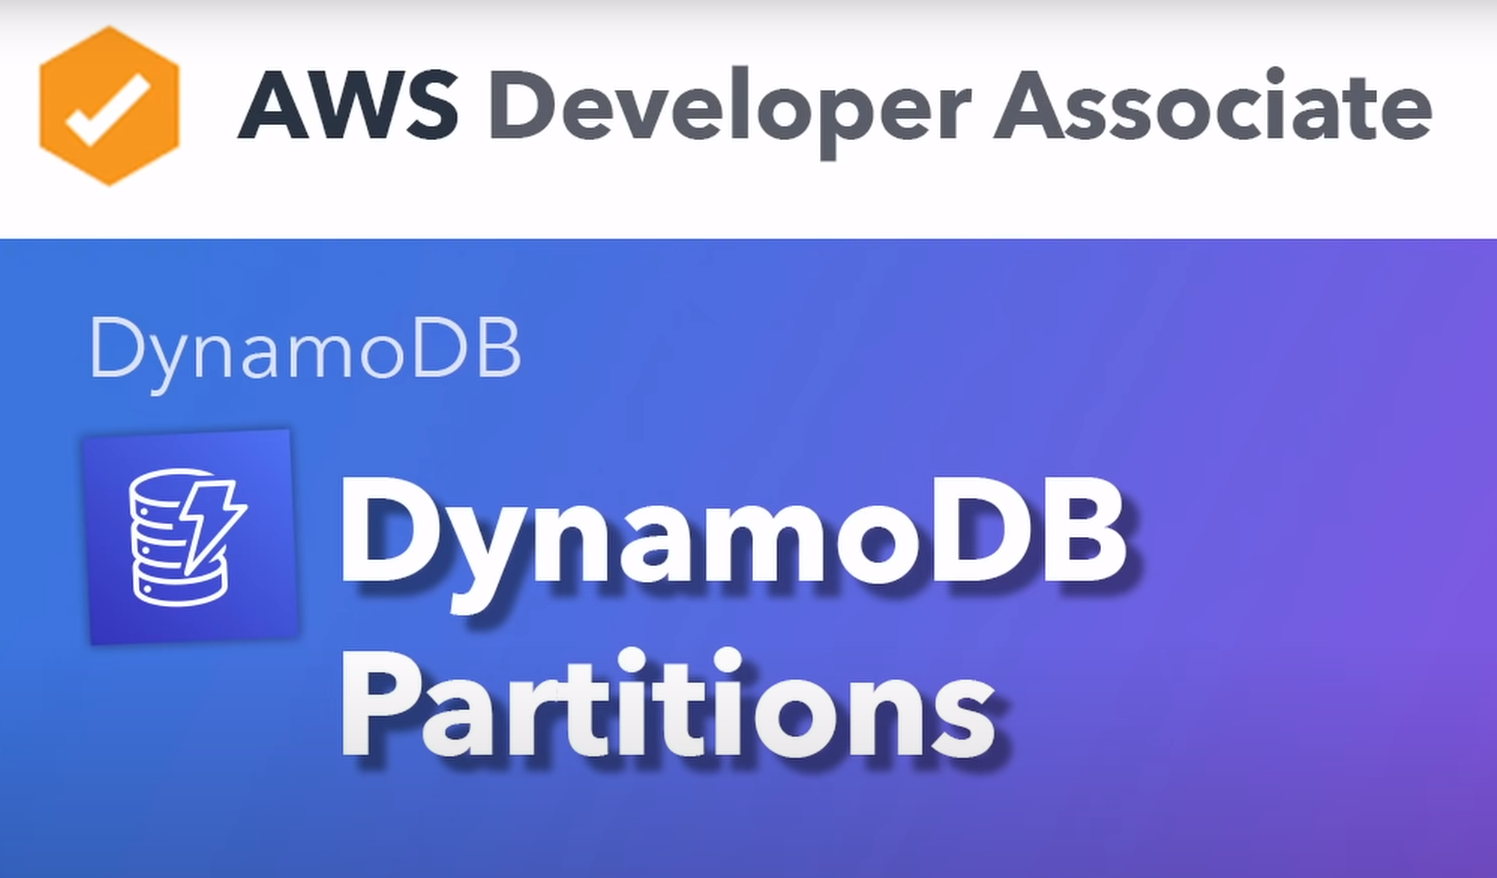 AWS Developer Associate
DynamoDB
DynamoDB
Partitions